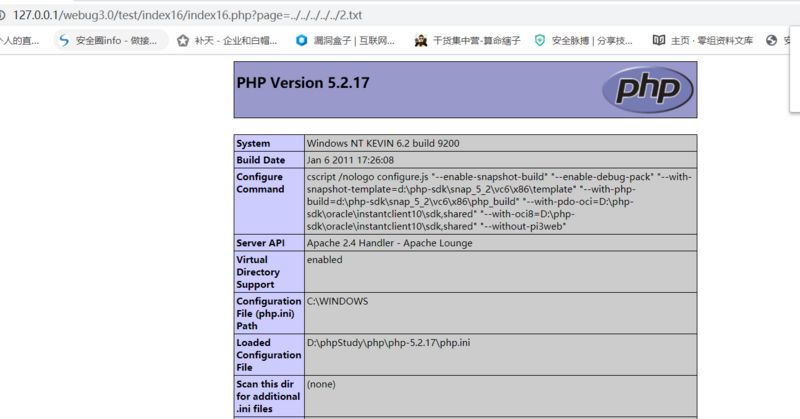 127.0.0.1/webug3.0/test/index16/index16.php?page=../../../../../2.txt
人的直... 安全圈info - 做接... 补天 - 企业和白帽... 漏洞盒子 | 互联网... 干货集中营-算命瞎子 安全脉搏 | 分享技... 主页 · 零组资料文库
PHP Version 5.2.17
php
System Windows NT KEVIN 6.2 build 9200
Build Date Jan 6 2011 17:26:08
Configure cscript /nologo configure.js "--enable-snapshot-build" "--enable-debug-pack" "--with-
Command snapshot-template=d:\php-sdk\snap_5_2\vc6\x86\template" "--with-php-
build=d:\php-sdk\snap_5_2\vc6\x86\php_build" "--with-pdo-oci=D:\php-
sdk\oracle\instantclient10\sdk,shared" "--with-oci8=D:\php-
sdk\oracle\instantclient10\sdk,shared" "--without-pi3web"
Server API Apache 2.4 Handler - Apache Lounge
Virtual enabled
Directory
Support
Configuration C:\WINDOWS
File (php.ini)
Path
Loaded D:\phpStudy\php\php-5.2.17\php.ini
Configuration
File
Scan this dir (none)
for additional
.ini files